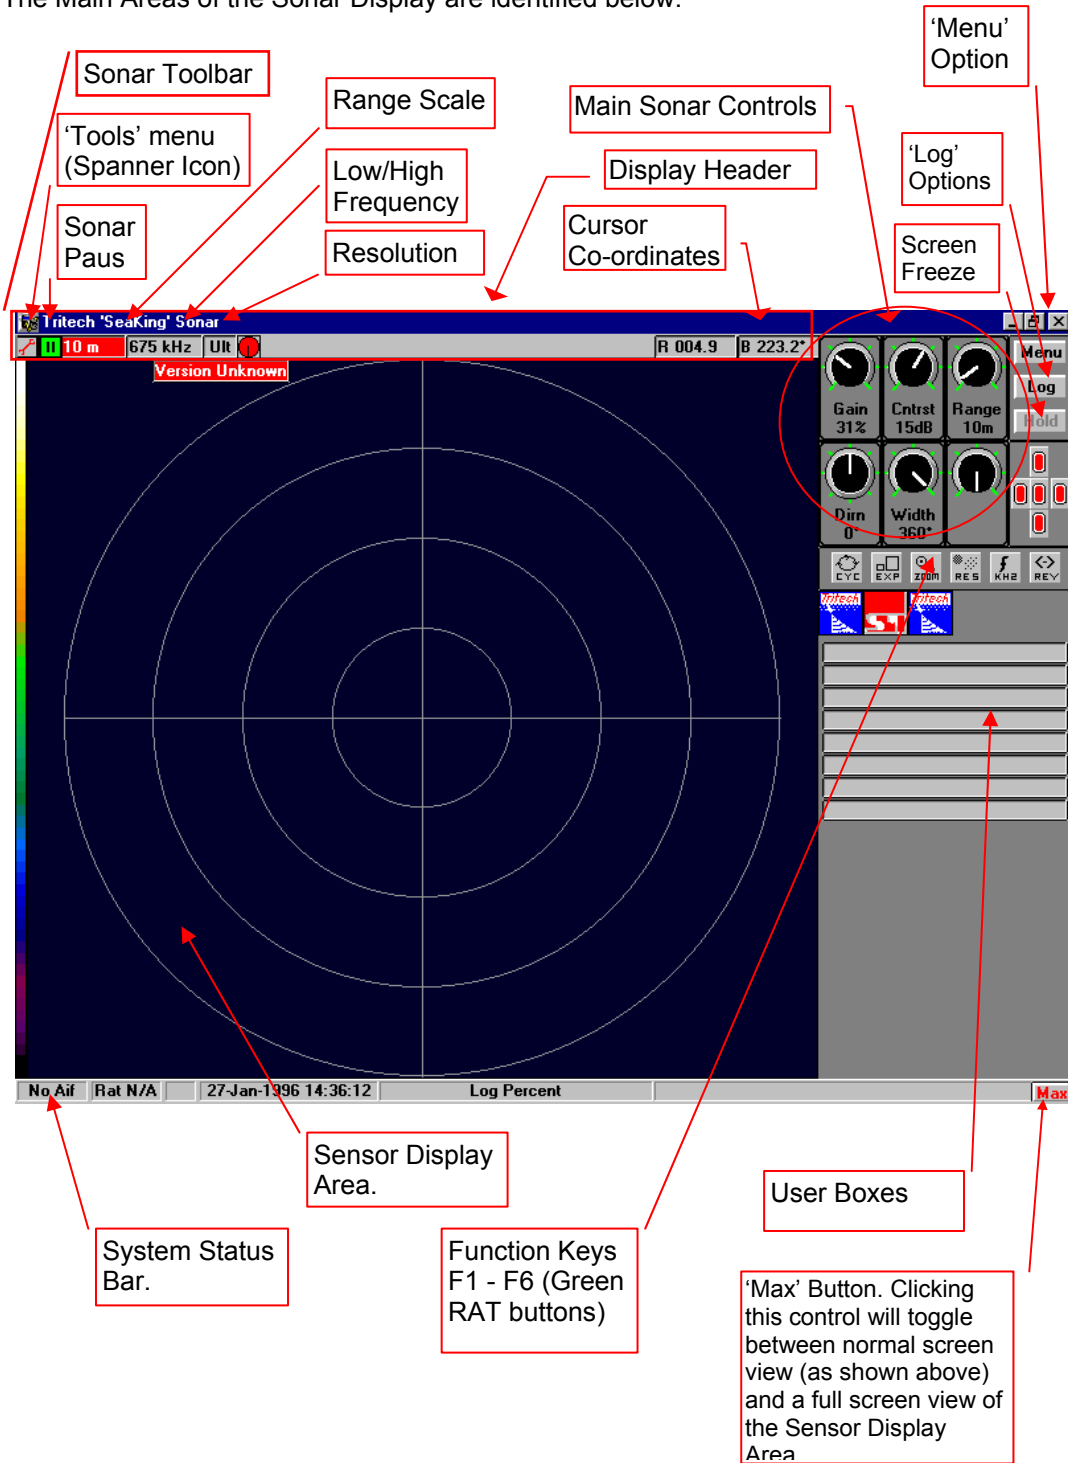 The Main Areas of the Sonar Display are identified below:
'Menu'
Option
Sonar Toolbar
Range Scale
Main Sonar Controls
'Tools' menu
(Spanner Icon)
Low/High
Frequency
Display Header
'Log'
Options
Sonar
Paus
Resolution
Cursor
Co-ordinates
Screen
Freeze
Tritech 'SeaKing' Sonar
10 m
675 kHz
Ult
R 004.9
B 223.2°
Version Unknown
Menu
Log
Hold
Gain
31%
Cntrst
15dB
Range
10m
Dirn
0°
Width
360°
CYC
EXP
ZOOM
RES
KHZ
REV
Tritech
Tritech
No Aif
Rat N/A
27-Jan-1996 14:36:12
Log Percent
Max
Sensor Display
Area.
User Boxes
System Status
Bar.
Function Keys
F1 - F6 (Green
RAT buttons)
'Max' Button. Clicking
this control will toggle
between normal screen
view (as shown above)
and a full screen view of
the Sensor Display
Area